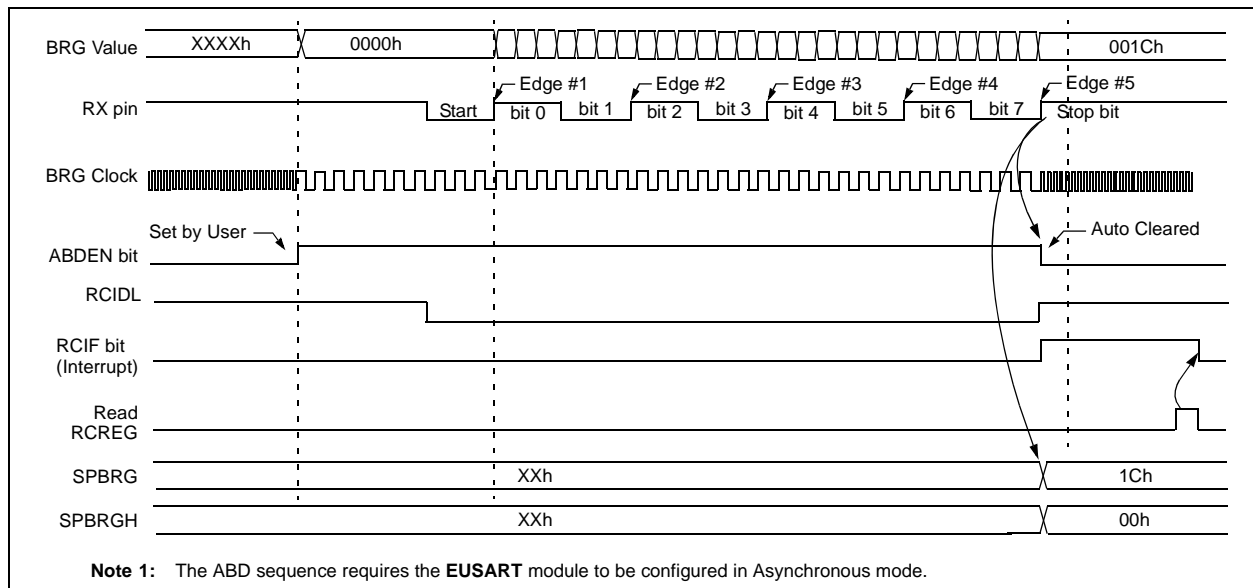 BRG Value XXXXh 0000h 001Ch
Edge #1 Edge #2 Edge #3 Edge #4 Edge #5
RX pin Start bit 0 bit 1 bit 2 bit 3 bit 4 bit 5 bit 6 bit 7 Stop bit
BRG Clock
Set by User Auto Cleared
ABDEN bit
RCIDL
RCIF bit
(Interrupt)
Read
RCREG
SPBRG XXh 1Ch
SPBRGH XXh 00h
Note 1: The ABD sequence requires the EUSART module to be configured in Asynchronous mode.